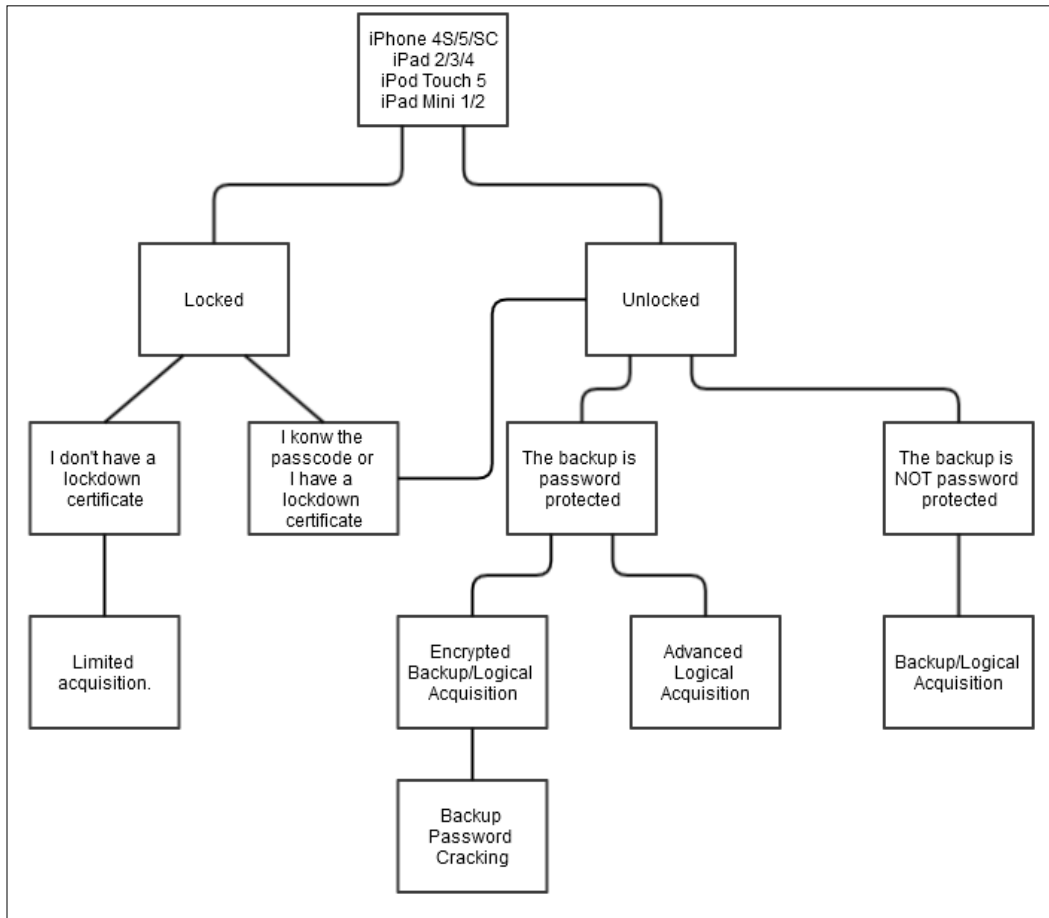 iPhone 4S/5/SC
iPad 2/3/4
iPod Touch 5
iPad Mini 1/2
Locked
Unlocked
I don't have a
lockdown
certificate
I konw the
passcode or
I have a
lockdown
certificate
The backup is
password
protected
The backup is
NOT password
protected
Limited
acquisition.
Encrypted
Backup/Logical
Acquisition
Advanced
Logical
Acquisition
Backup/Logical
Acquisition
Backup
Password
Cracking